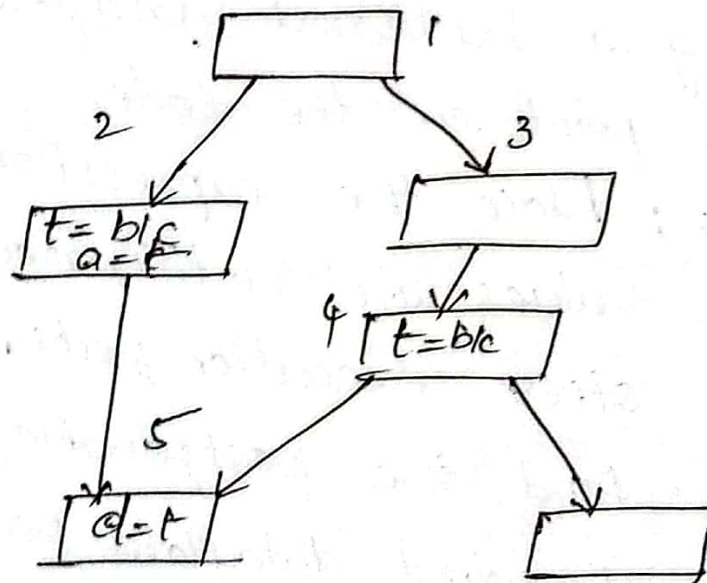 1
2
3
t = b/c
a = t
4
t = b/c
5
d = t